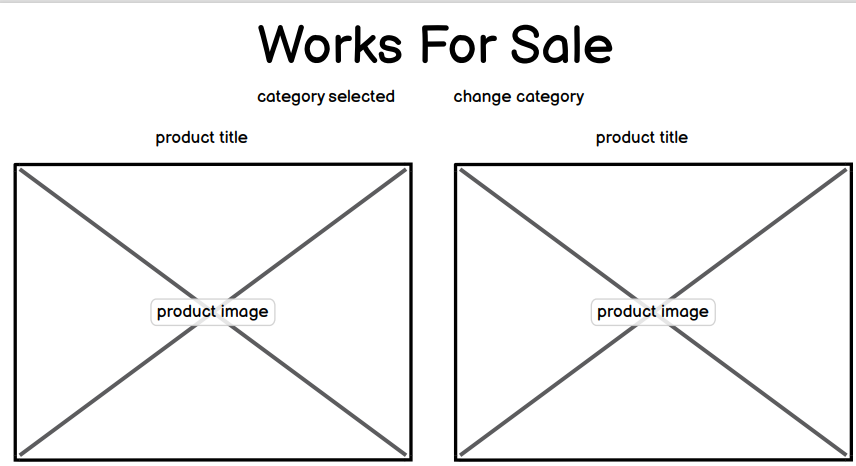 Works For Sale
category selected change category
product title product title
product image product image